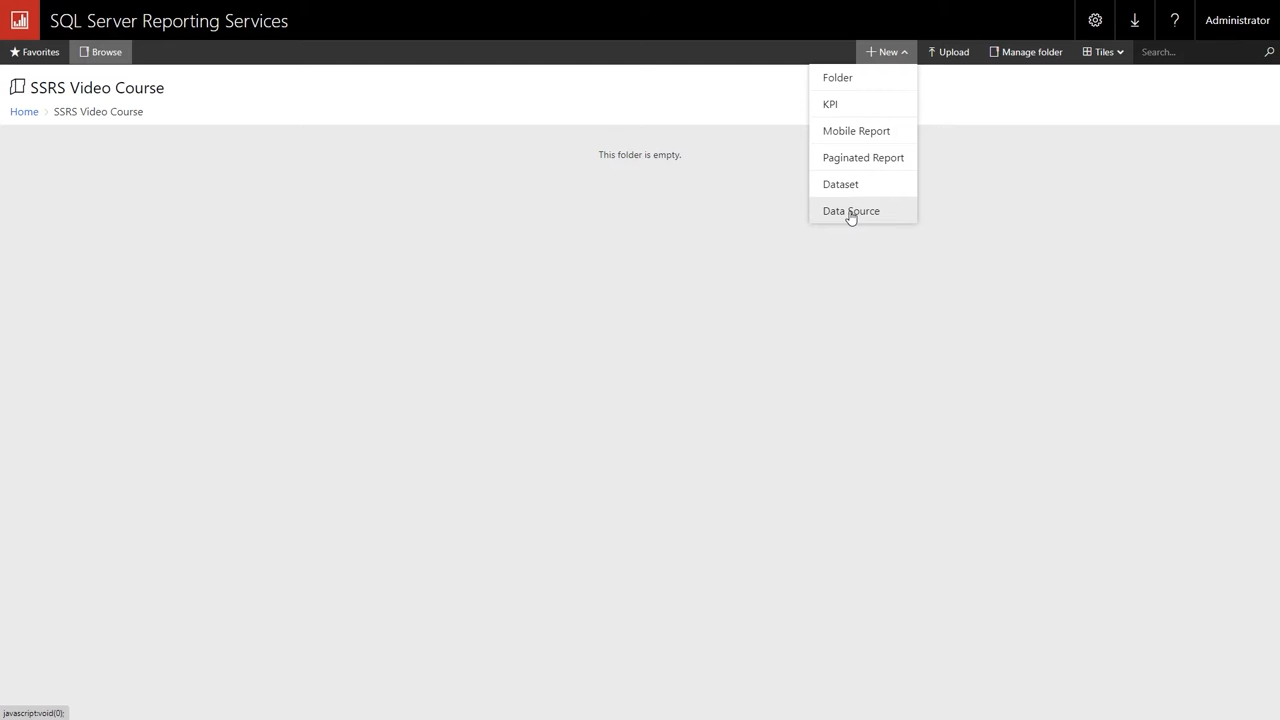 SQL Server Reporting Services
?
Administrator
Favorites
Browse
New
Upload
Manage folder
Tiles
Search...
SSRS Video Course
Home > SSRS Video Course
This folder is empty.
Folder
KPI
Mobile Report
Paginated Report
Dataset
Data Source
javascript:void(0);